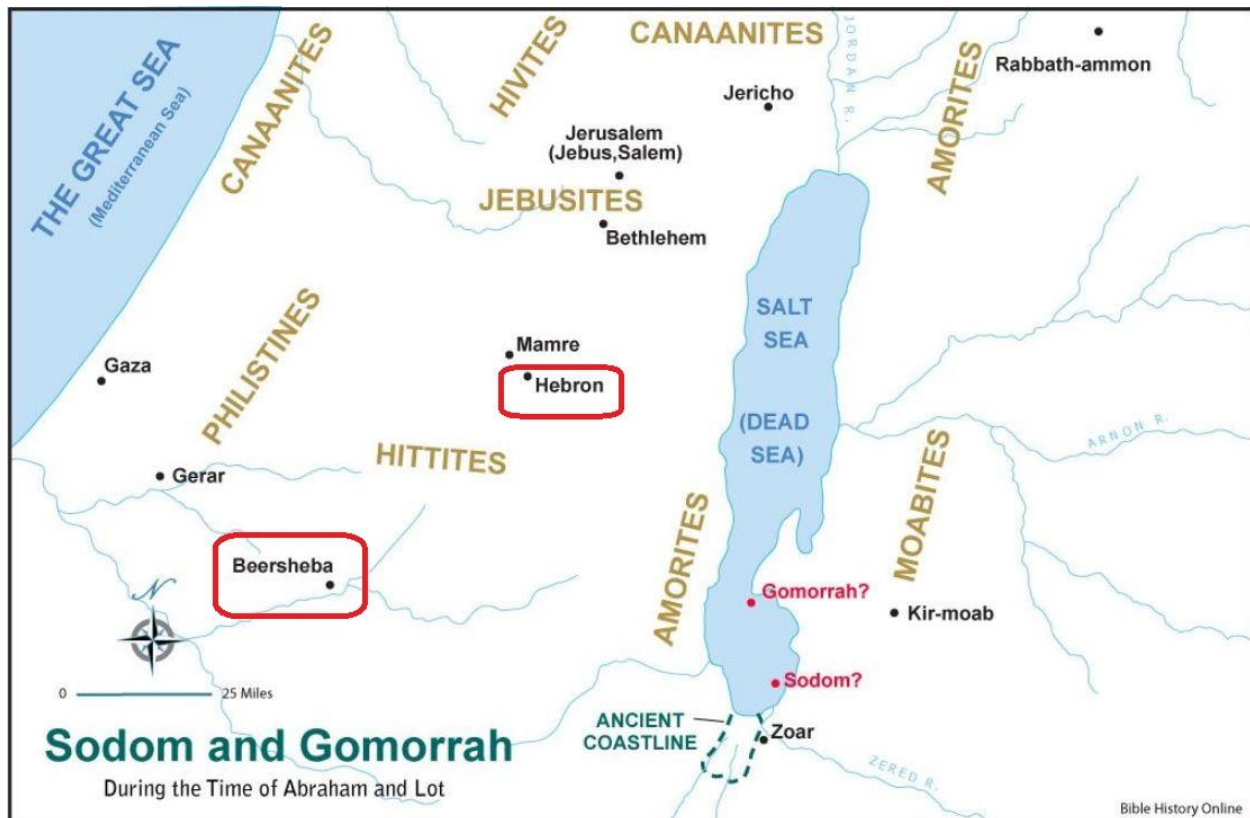 THE GREAT SEA
(Mediterranean Sea)
CANAANITES
HIVITES
CANAANITES
JORDAN R.
Rabbath-ammon
Jericho
AMORITES
Jerusalem
(Jebus,Salem)
JEBUSITES
Bethlehem
SALT
SEA
(DEAD
SEA)
Mamre
Hebron
Gaza
PHILISTINES
HITTITES
Gerar
ARNON R.
MOABITES
AMORITES
Beersheba
Gomorrah?
Kir-moab
N
Sodom?
0 25 Miles
ANCIENT
COASTLINE
Zoar
ZERED R.
Sodom and Gomorrah
During the Time of Abraham and Lot
Bible History Online